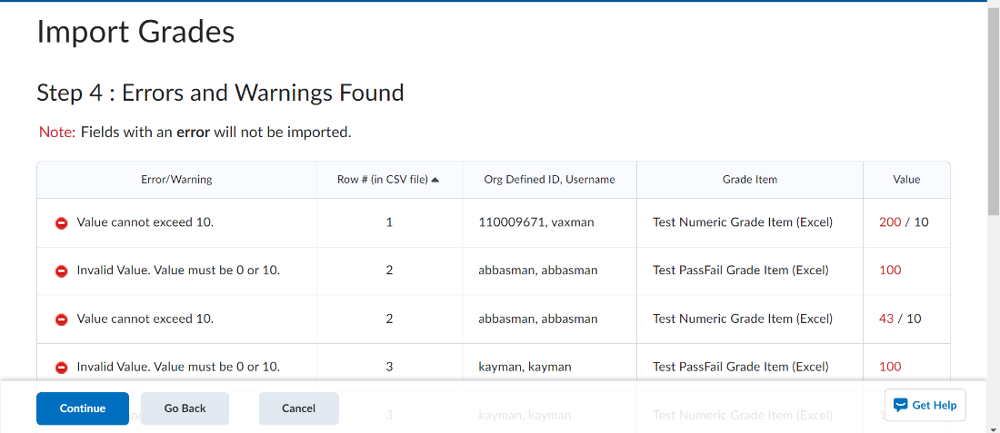 Import Grades
Step 4 : Errors and Warnings Found
Note: Fields with an error will not be imported.
Error/Warning Row # (in CSV file) Org Defined ID, Username Grade Item Value
Value cannot exceed 10. 1 110009671, vaxman Test Numeric Grade Item (Excel) 200 / 10
Invalid Value. Value must be 0 or 10. 2 abbasman, abbasman Test PassFail Grade Item (Excel) 100
Value cannot exceed 10. 2 abbasman, abbasman Test Numeric Grade Item (Excel) 43 / 10
Invalid Value. Value must be 0 or 10. 3 kayman, kayman Test PassFail Grade Item (Excel) 100
3 kayman, kayman Test Numeric Grade Item (Excel)
Continue Go Back Cancel Get Help